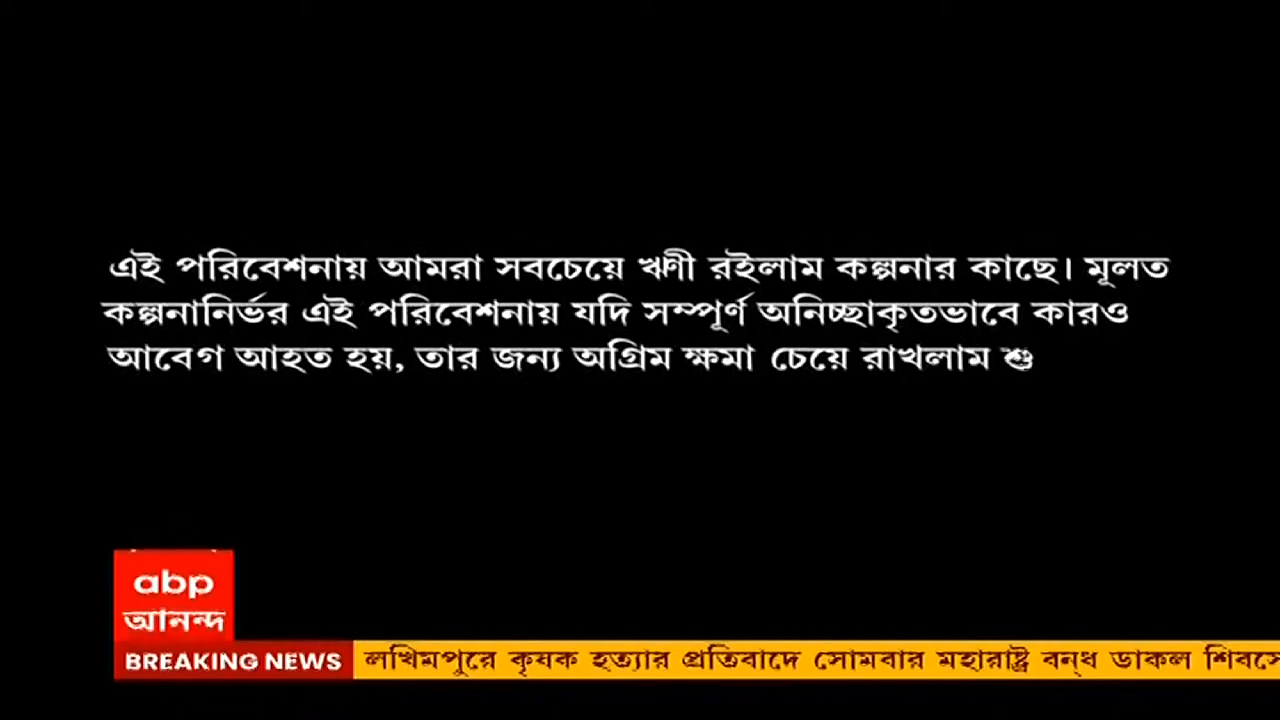 এই পরিবেশনায় আমরা সবচেয়ে ঋণী রইলাম কল্পনার কাছে। মূলত
কল্পনানির্ভর এই পরিবেশনায় যদি সম্পূর্ণ অনিচ্ছাকৃতভাবে কারও
আবেগ আহত হয়, তার জন্য অগ্রিম ক্ষমা চেয়ে রাখলাম শু
abp
আনন্দ
BREAKING NEWS
লখিমপুরে কৃষক হত্যার প্রতিবাদে সোমবার মহারাষ্ট্র বন্‌ধ ডাকল শিবসে